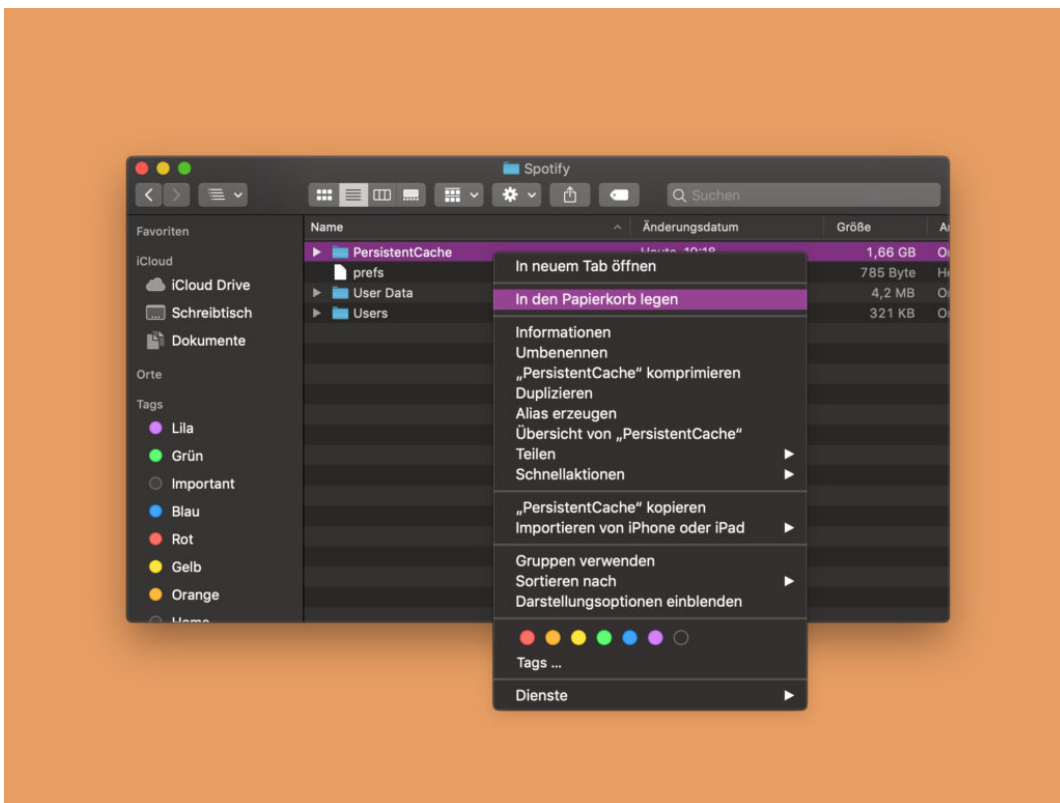 Spotify
Suchen
Favoriten
iCloud
iCloud Drive
Schreibtisch
Dokumente
Orte
Tags
Lila
Grün
Important
Blau
Rot
Gelb
Orange
Name
Änderungsdatum
Größe
PersistentCache
1,66 GB
prefs
785 Byte
User Data
4,2 MB
Users
321 KB
In neuem Tab öffnen
In den Papierkorb legen
Informationen
Umbenennen
„PersistentCache“ komprimieren
Duplizieren
Alias erzeugen
Übersicht von „PersistentCache“
Teilen
Schnellaktionen
„PersistentCache“ kopieren
Importieren von iPhone oder iPad
Gruppen verwenden
Sortieren nach
Darstellungsoptionen einblenden
Tags ...
Dienste